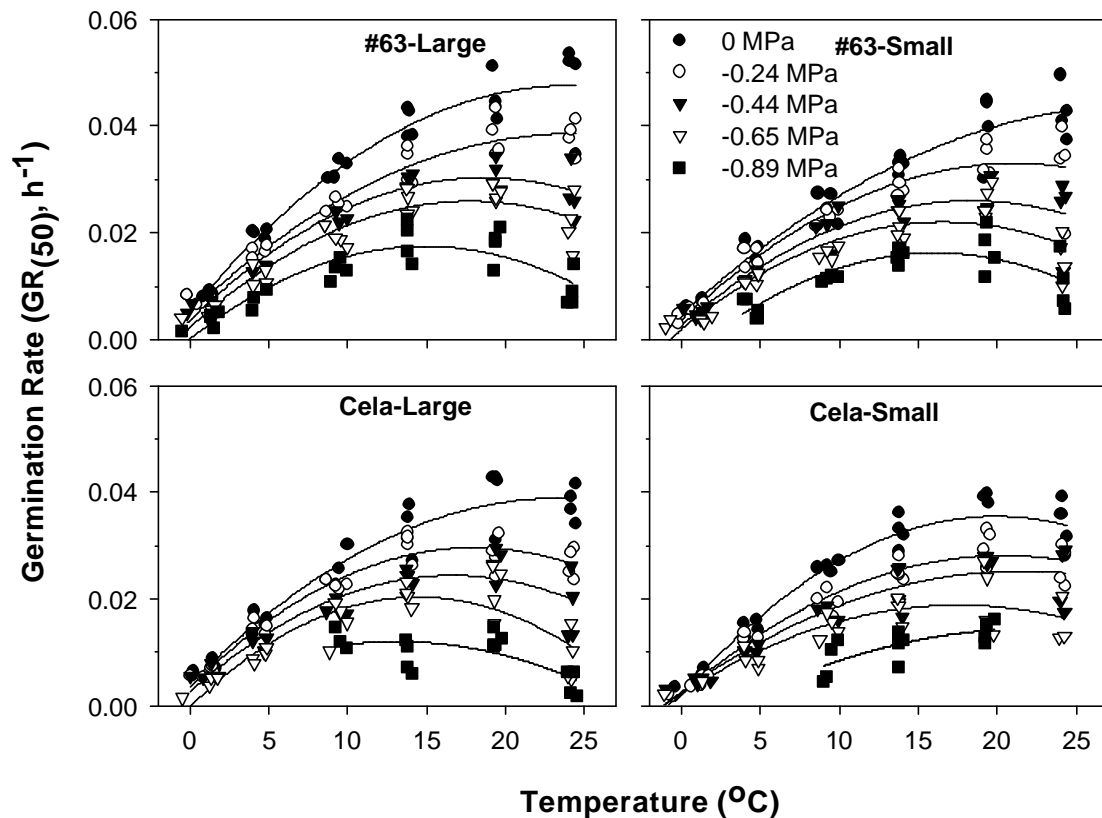 #63-Large
#63-Small
0 MPa
-0.24 MPa
-0.44 MPa
-0.65 MPa
-0.89 MPa
0.06
0.04
0.02
0.00
Cela-Large
Cela-Small
0.06
0.04
0.02
0.00
0 5 10 15 20 25
0 5 10 15 20 25
Germination Rate (GR(50), h-1)
Temperature (oC)